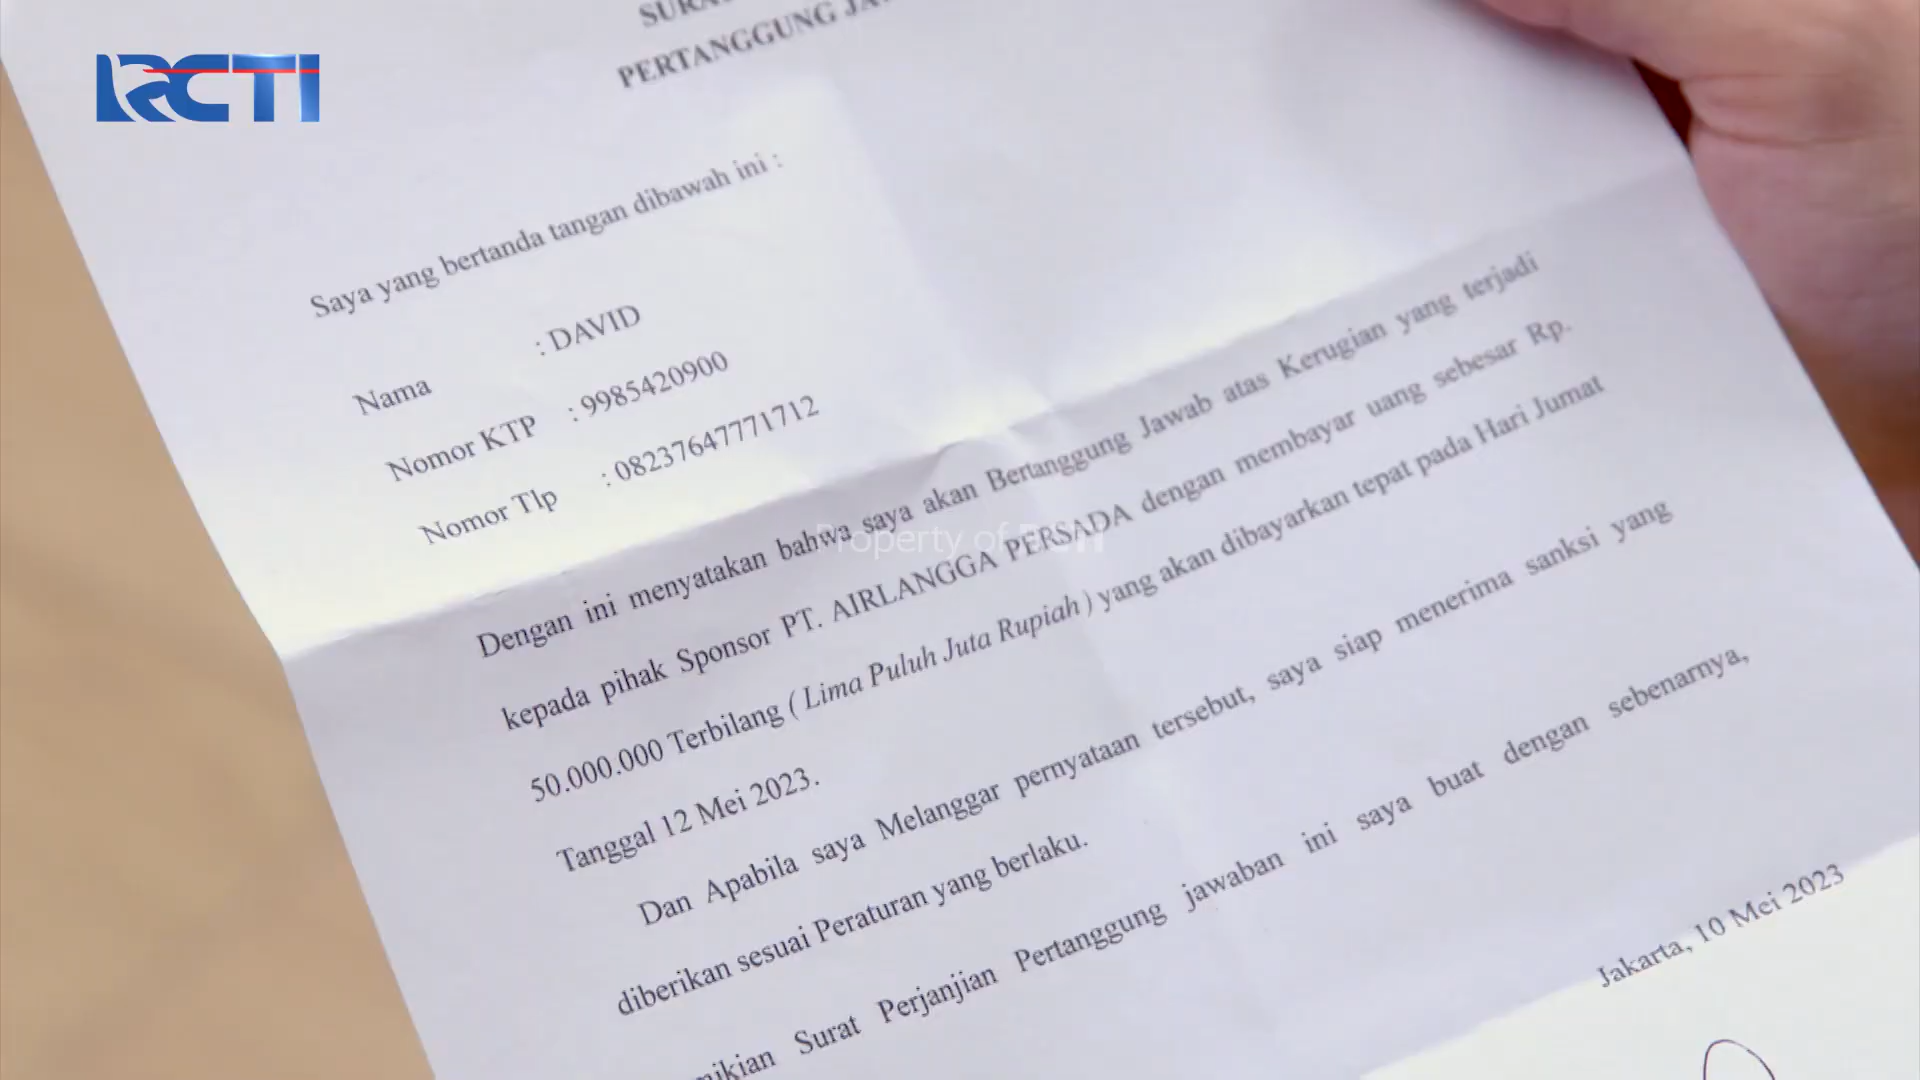 RCTI
PERTANGGUNG
Saya yang bertanda tangan dibawah ini :
Nama : DAVID
Nomor KTP : 9985420900
Nomor Tlp : 08237647771712
Dengan ini menyatakan bahwa saya akan Bertanggung Jawab atas Kerugian yang terjadi
kepada pihak Sponsor PT. AIRLANGGA PERSADA dengan membayar uang sebesar Rp.
50.000.000 Terbilang ( Lima Puluh Juta Rupiah ) yang akan dibayarkan tepat pada Hari Jumat
Tanggal 12 Mei 2023.
Dan Apabila saya Melanggar pernyataan tersebut, saya siap menerima sanksi yang
diberikan sesuai Peraturan yang berlaku.
Surat Perjanjian Pertanggung jawaban ini saya buat dengan sebenarnya,
Jakarta, 10 Mei 2023
Property of